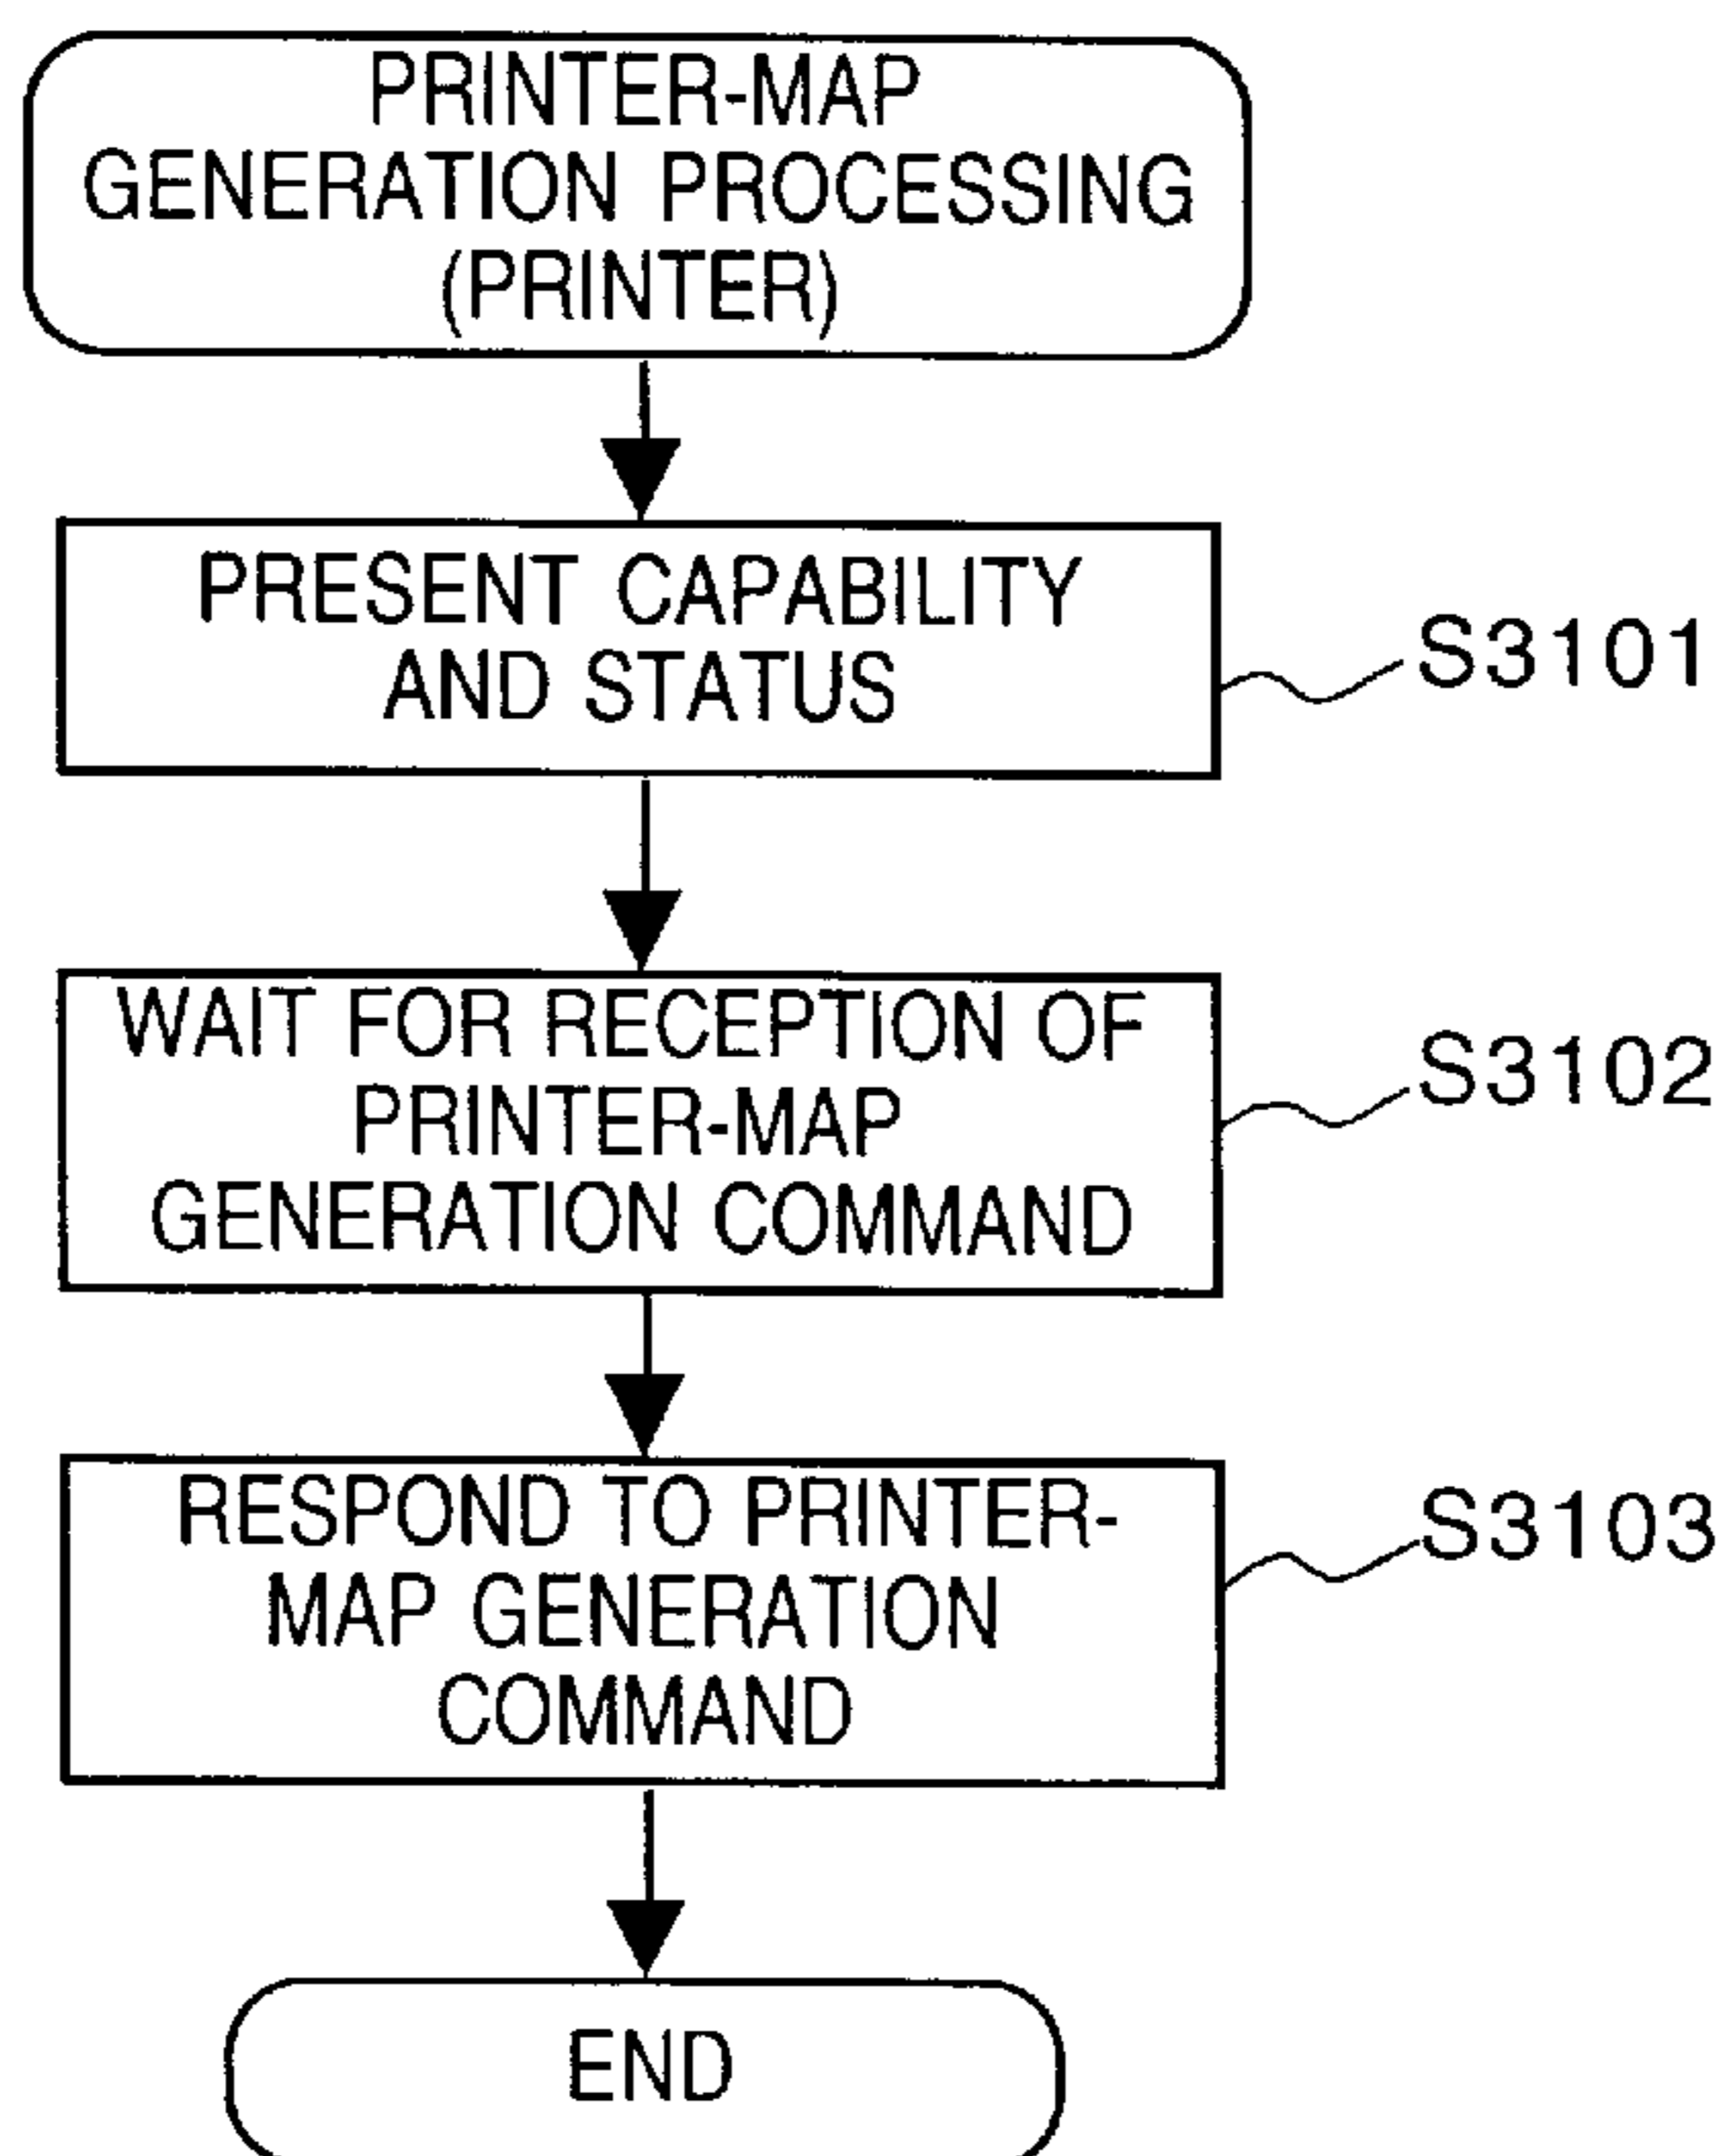 PRINTER-MAP
GENERATION PROCESSING
(PRINTER)
PRESENT CAPABILITY
AND STATUS
S3101
WAIT FOR RECEPTION OF
PRINTER-MAP
GENERATION COMMAND
S3102
RESPOND TO PRINTER-
MAP GENERATION
COMMAND
S3103
END